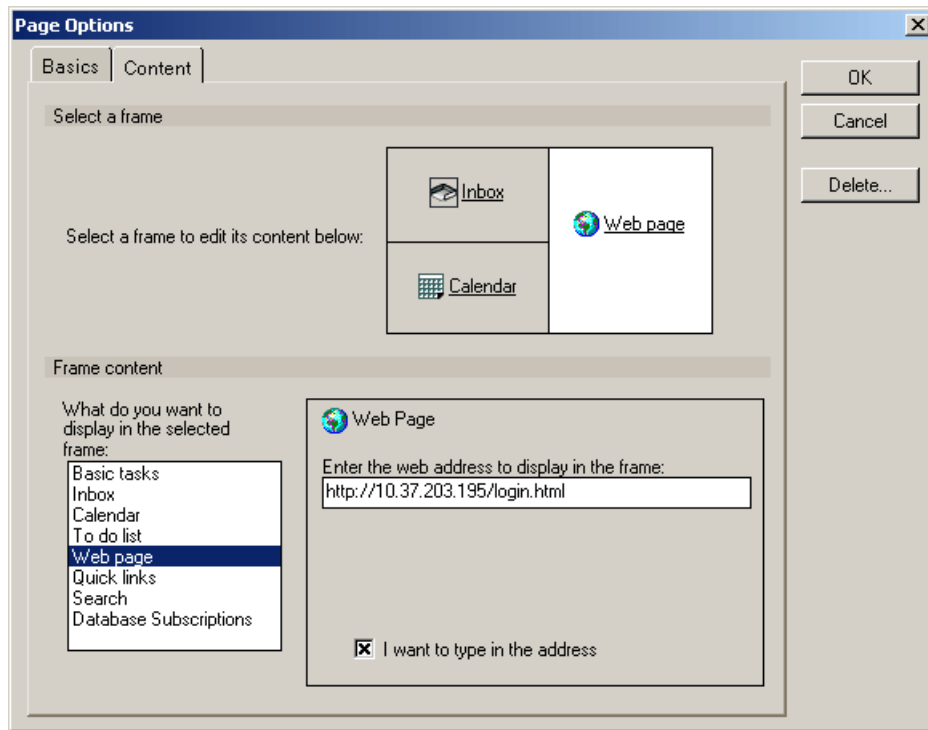 Page Options
Basics
Content
OK
Cancel
Delete...
Select a frame
Select a frame to edit its content below:
Inbox
Web page
Calendar
Frame content
What do you want to
display in the selected
frame:
Basic tasks
Inbox
Calendar
To do list
Web page
Quick links
Search
Database Subscriptions
Web Page
Enter the web address to display in the frame:
http://10.37.203.195/login.html
I want to type in the address